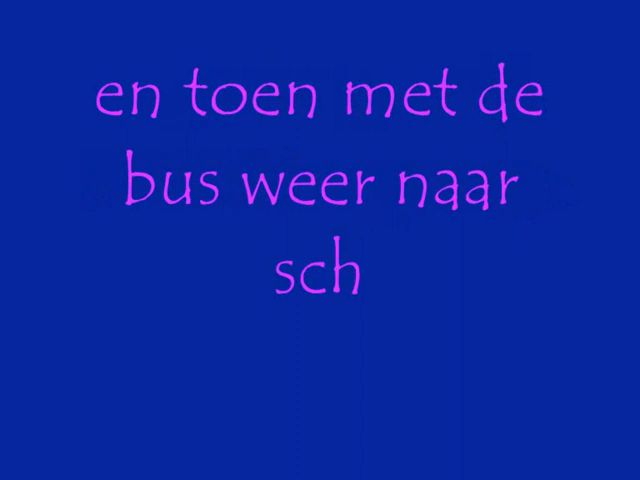 en toen met de
bus weer naar
sch